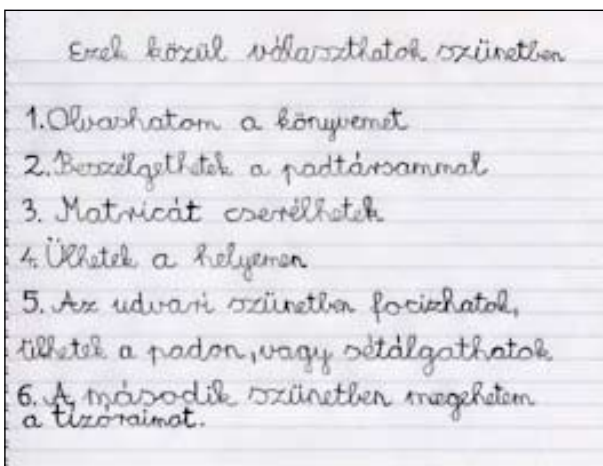 Ezek közül választhatok szünetben
1. Olvashatom a könyvemet
2. Beszélgethetek a padtársammal
3. Matricát cserélhetek
4. Ülhetek a helyemen
5. Az udvari szünetben focizhatok,
ülhetek a padon, vagy sétálgathatok
6. A második szünetben megehetem
a tízóraimat.